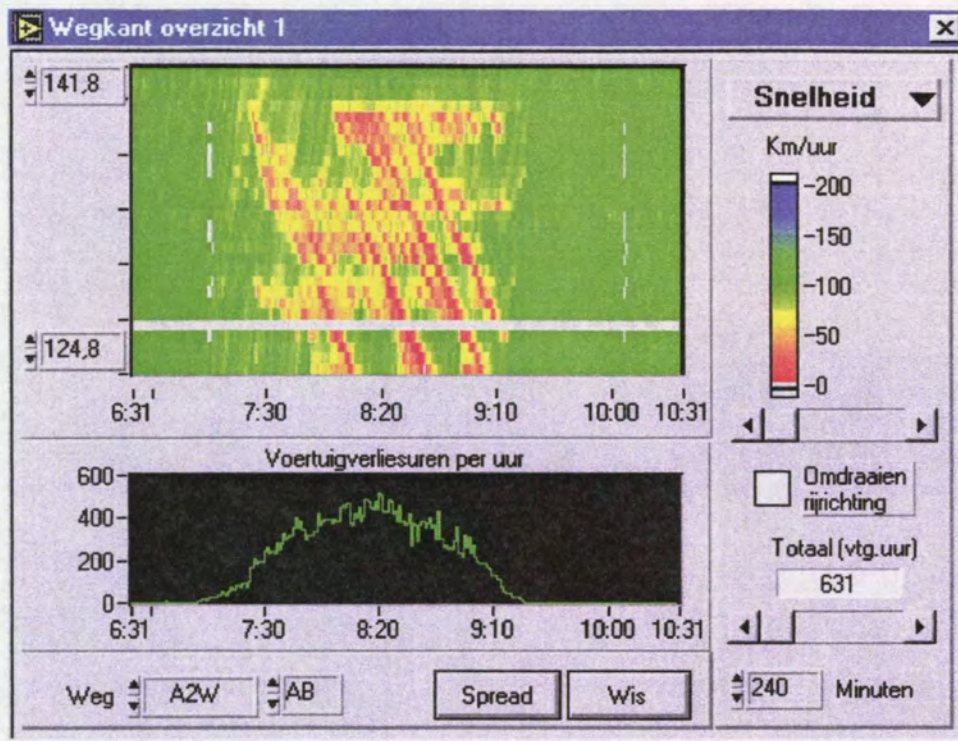 Wegkant overzicht 1
141,8
124,8
6:31 7:30 8:20 9:10 10:00 10:31
Snelheid
Km/uur
200
150
100
50
0
Voertuigverliesuren per uur
600
400
200
0
6:31 7:30 8:20 9:10 10:00 10:31
Omdraaien
rijrichting
Totaal (vtg.uur)
631
Weg A2W AB Spread Wis
240 Minuten